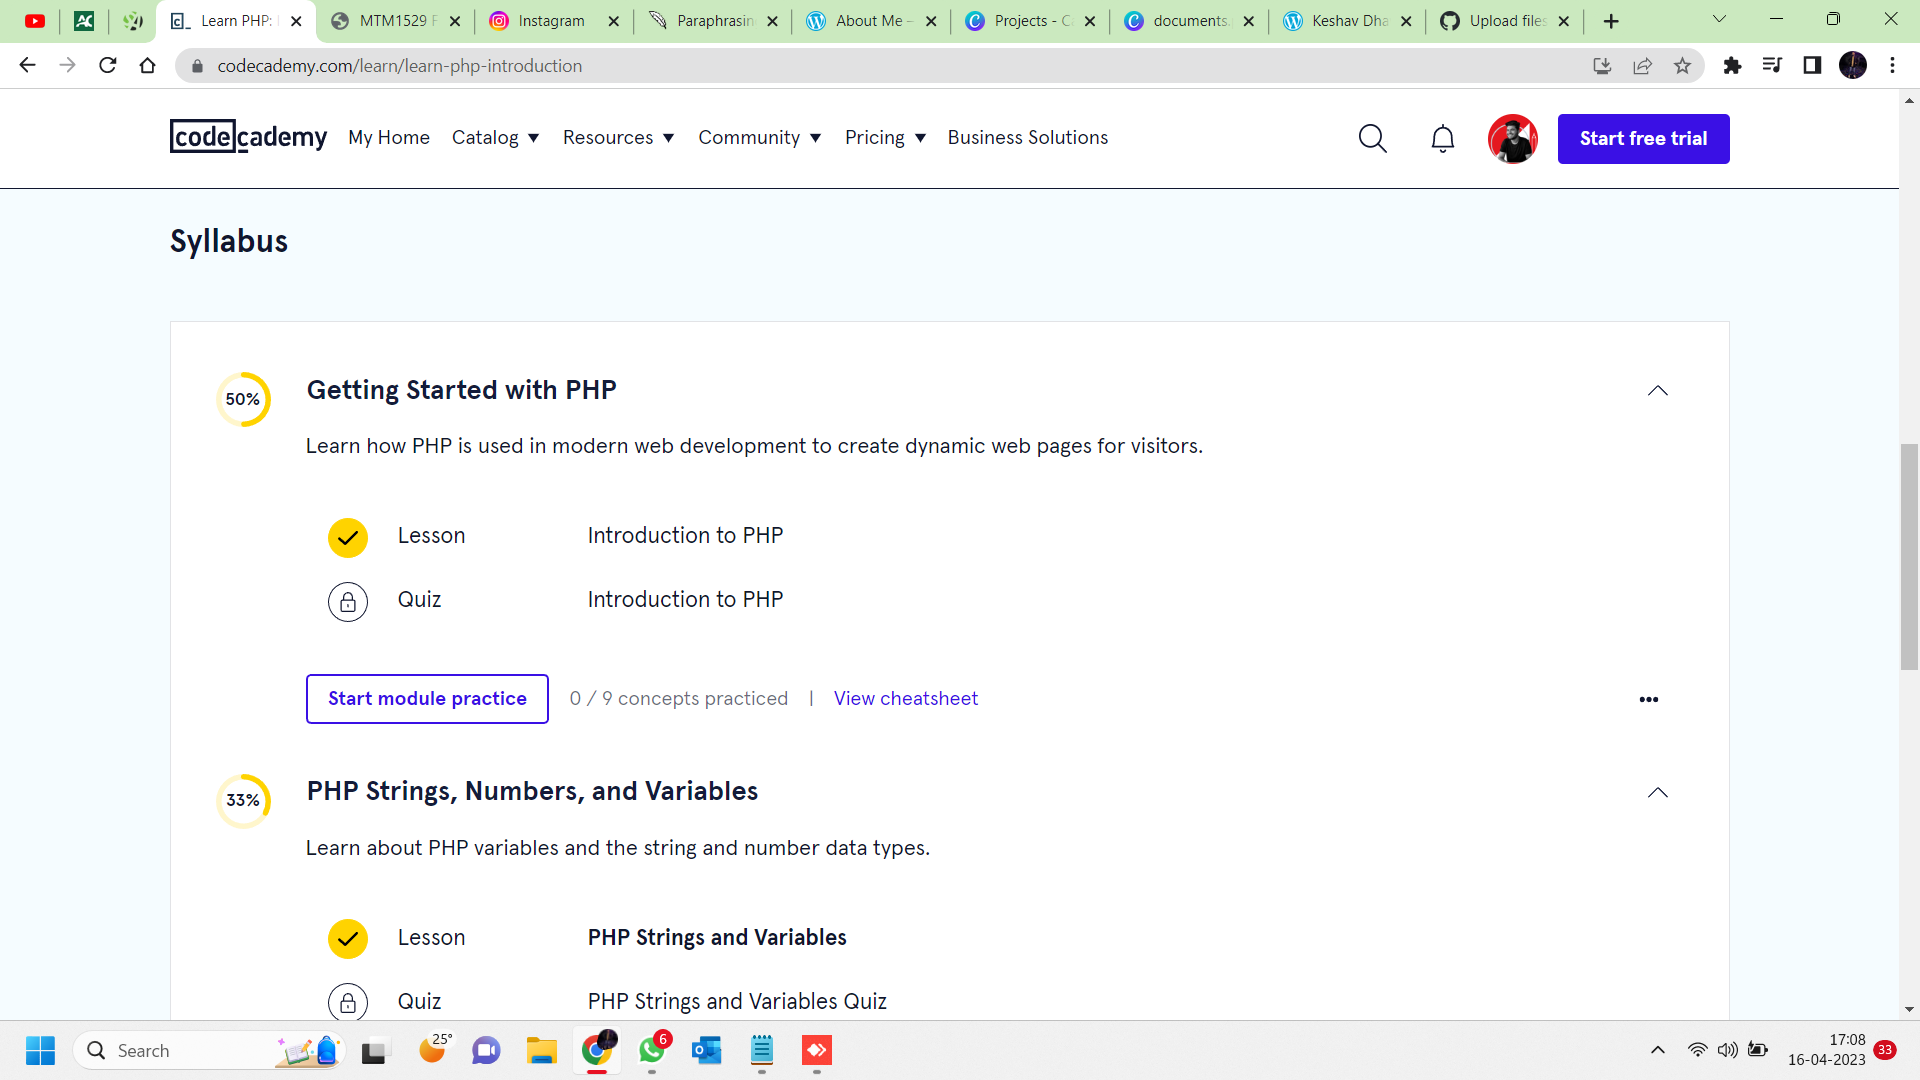 Learn PHP:
MTM1529
Instagram
Paraphrasin
About Me –
Projects - C
documents.
Keshav Dha
Upload files
codecademy.com/learn/learn-php-introduction
codecademy My Home Catalog Resources Community Pricing Business Solutions Start free trial
Syllabus
50% Getting Started with PHP
Learn how PHP is used in modern web development to create dynamic web pages for visitors.
Lesson Introduction to PHP
Quiz Introduction to PHP
Start module practice 0 / 9 concepts practiced | View cheatsheet •••
33% PHP Strings, Numbers, and Variables
Learn about PHP variables and the string and number data types.
Lesson PHP Strings and Variables
Quiz PHP Strings and Variables Quiz
Search 25° 6 17:08
16-04-2023 33